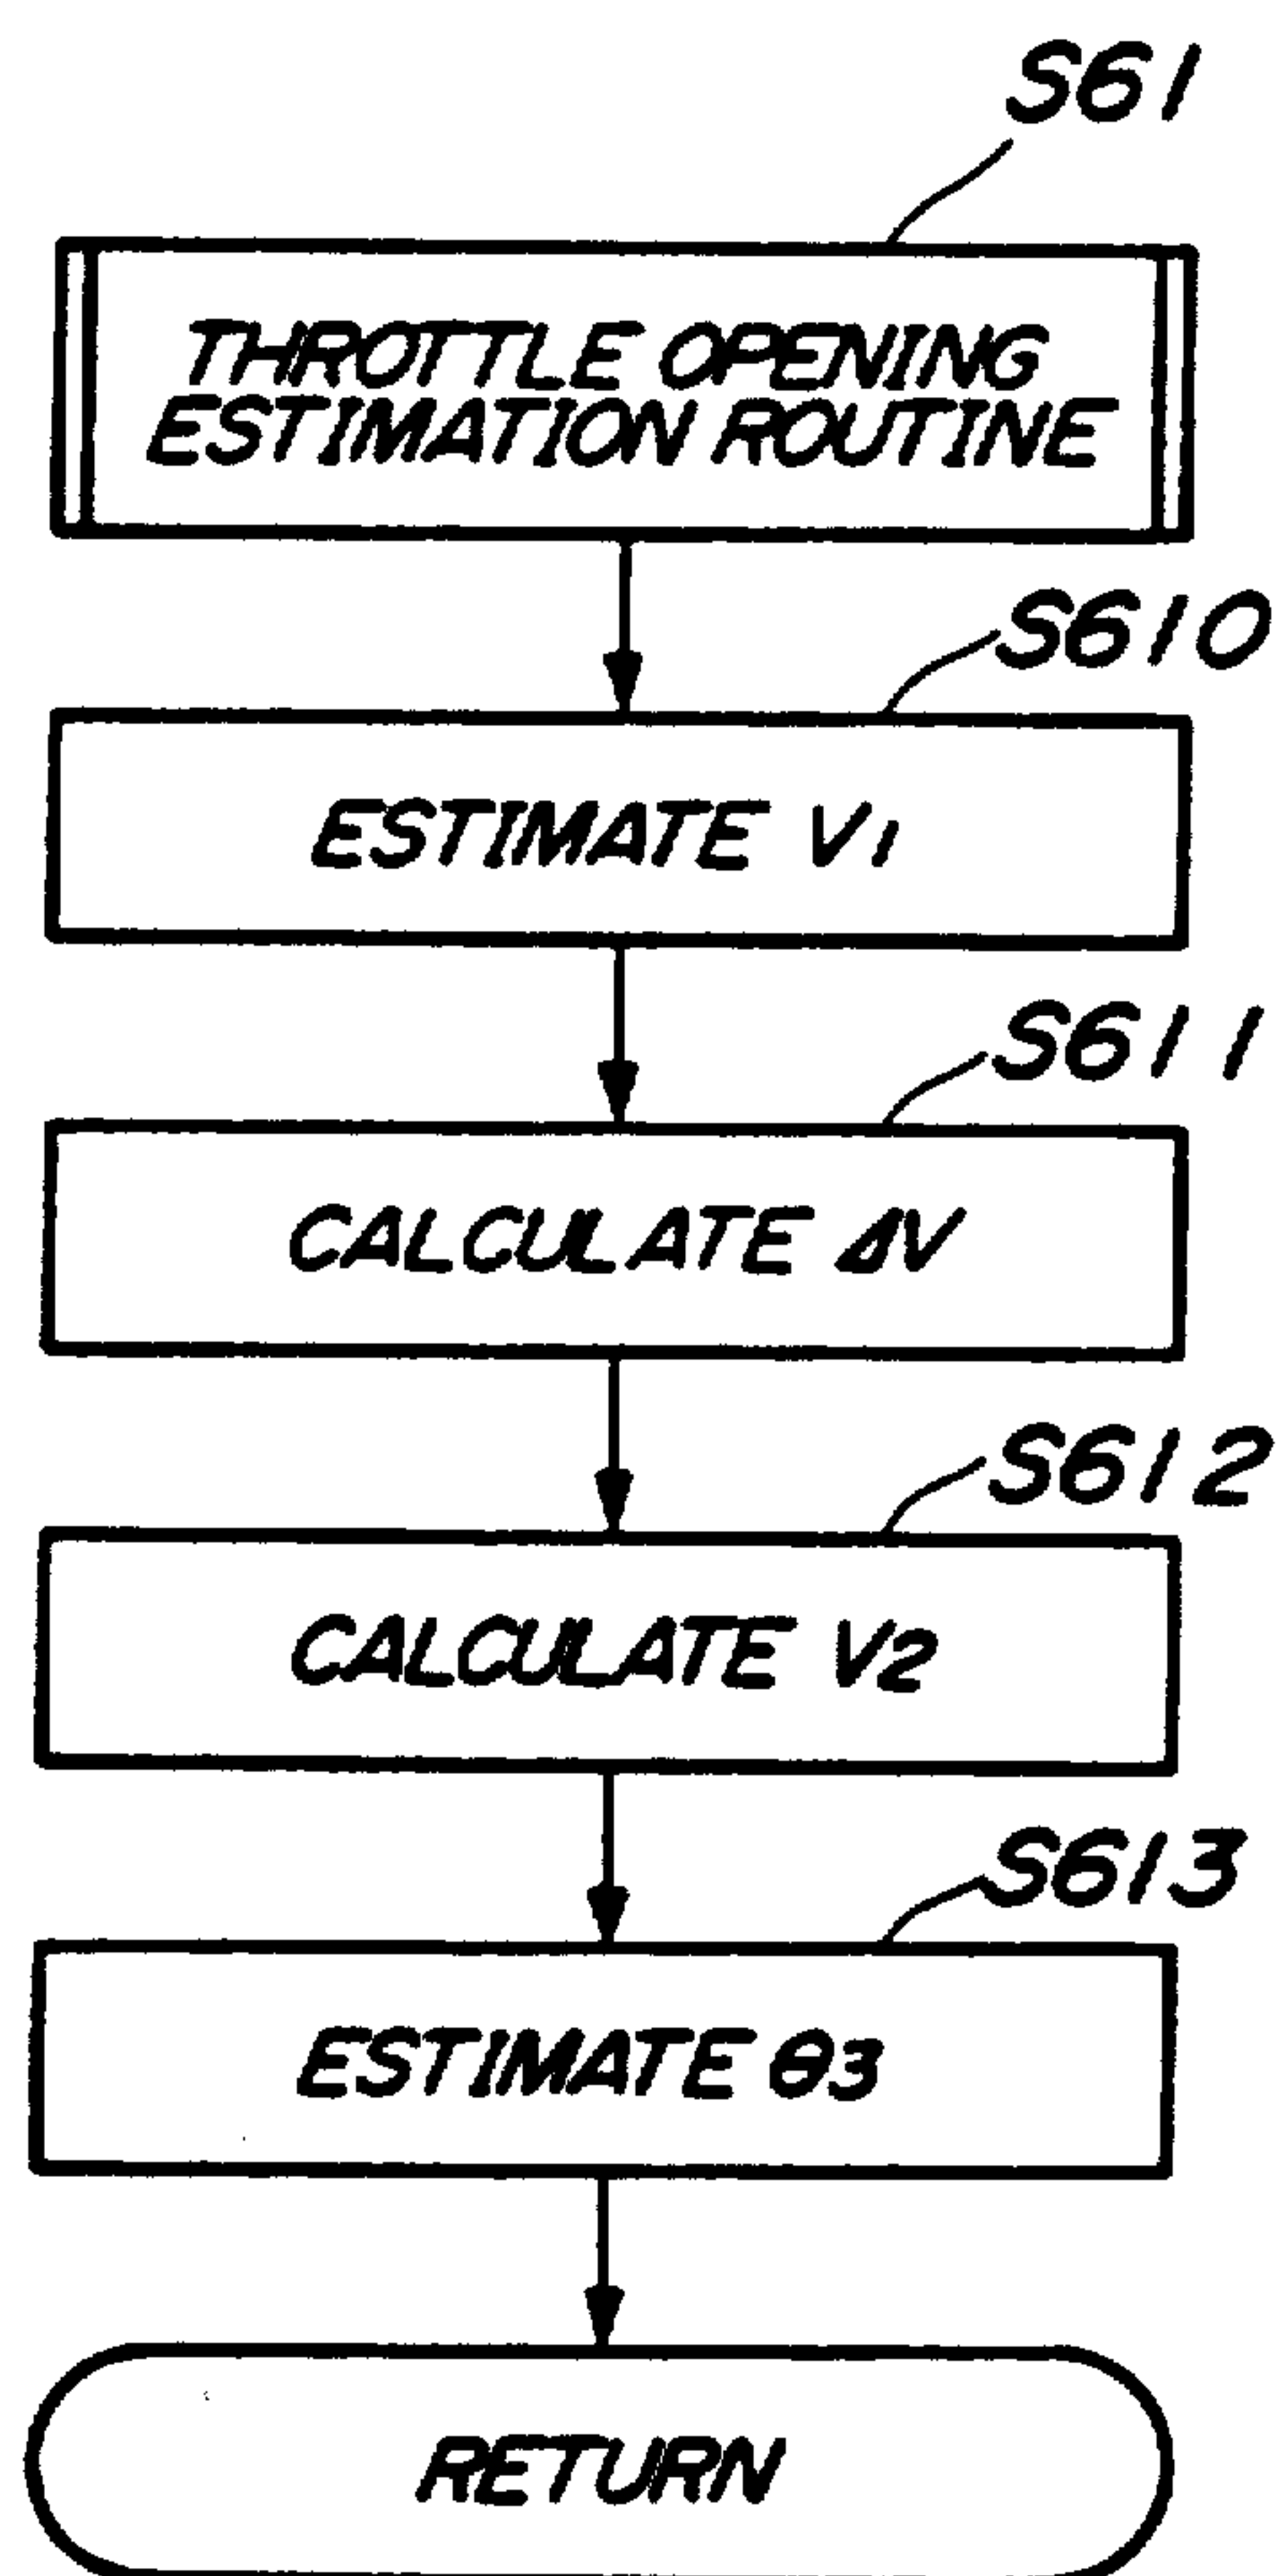 S61
THROTTLE OPENING
ESTIMATION ROUTINE
S610
ESTIMATE V1
S611
CALCULATE ΔV
S612
CALCULATE V2
S613
ESTIMATE θ3
RETURN